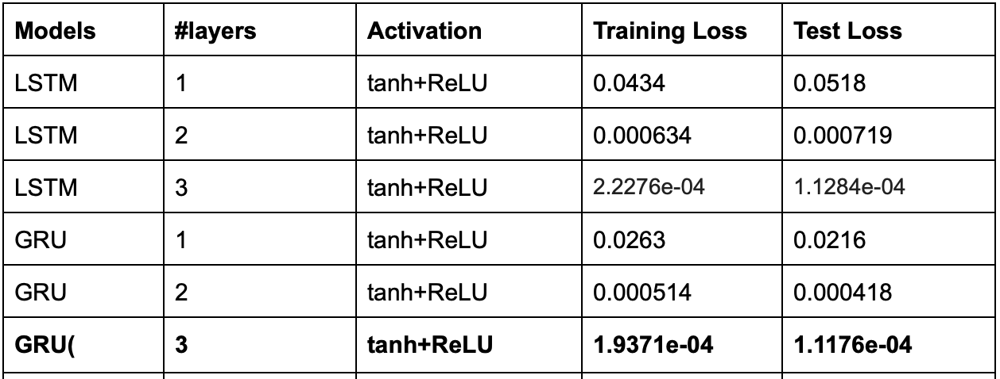 Models #layers Activation Training Loss Test Loss
LSTM 1 tanh+ReLU 0.0434 0.0518
LSTM 2 tanh+ReLU 0.000634 0.000719
LSTM 3 tanh+ReLU 2.2276e-04 1.1284e-04
GRU 1 tanh+ReLU 0.0263 0.0216
GRU 2 tanh+ReLU 0.000514 0.000418
GRU( 3 tanh+ReLU 1.9371e-04 1.1176e-04